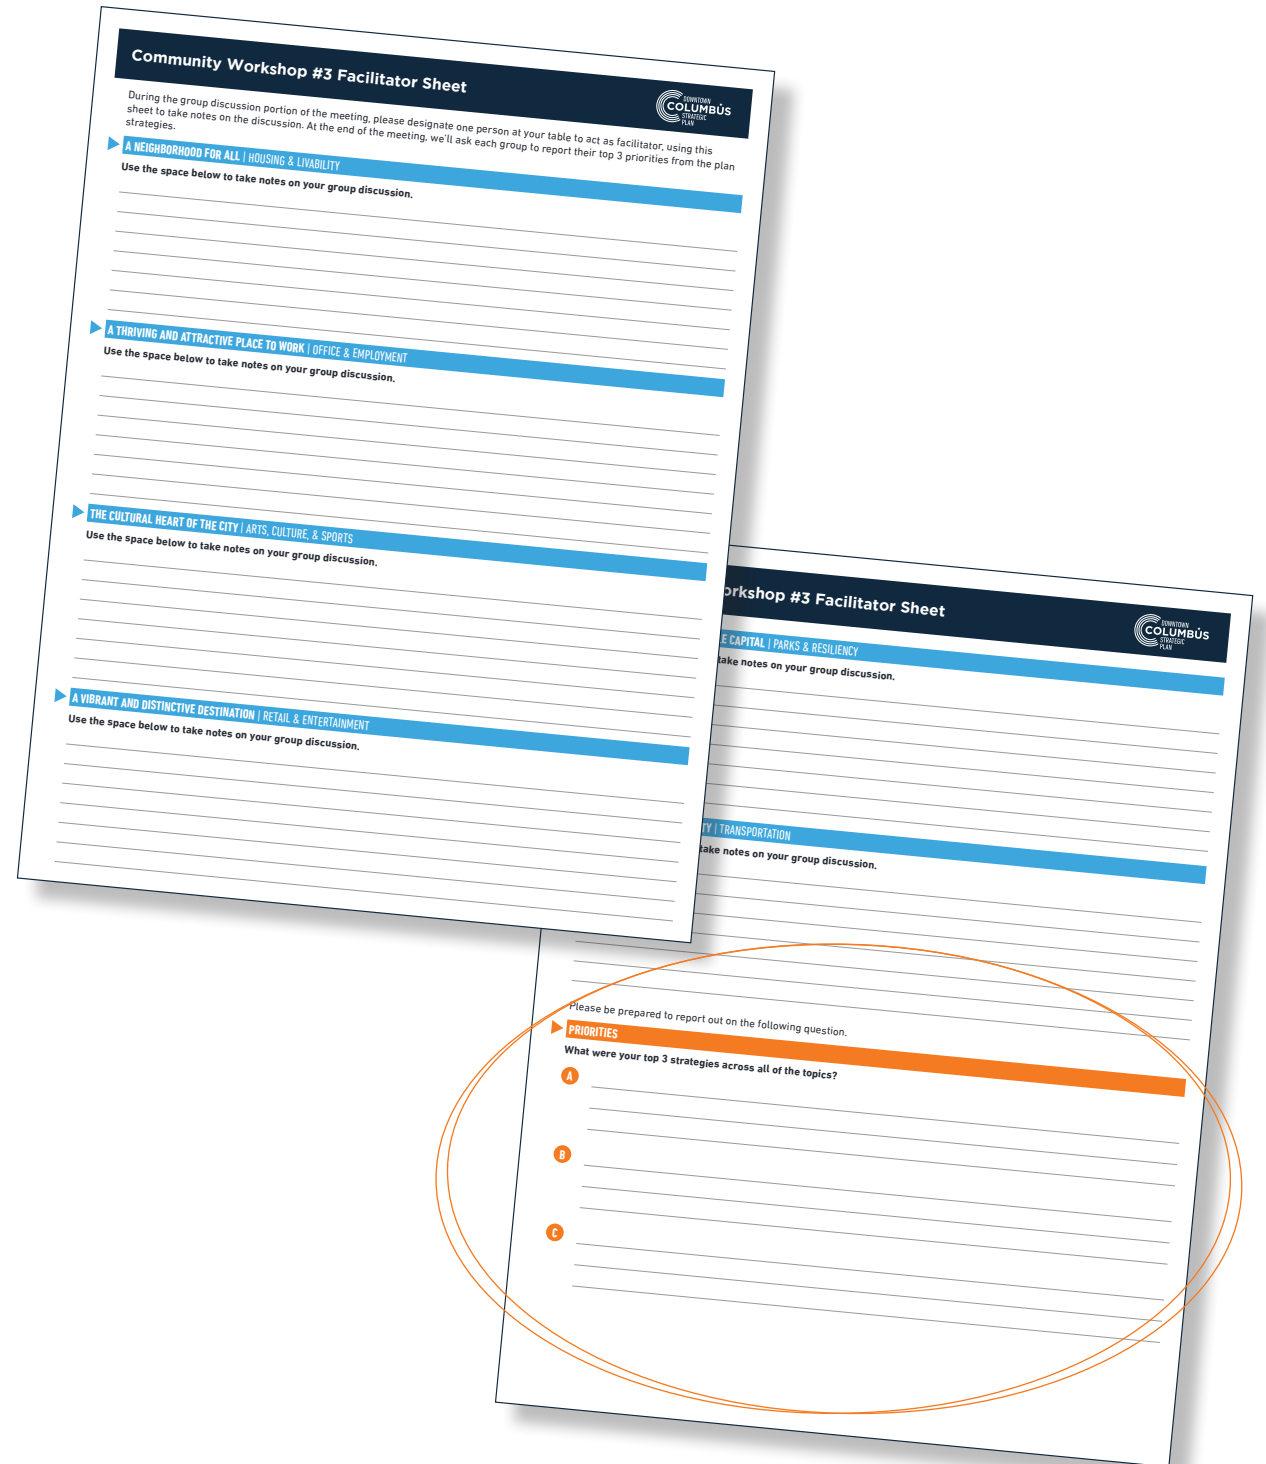 Community Workshop #3 Facilitator Sheet
DOWNTOWN
COLUMBUS
STRATEGIC
PLAN
During the group discussion portion of the meeting, please designate one person at your table to act as facilitator, using this
sheet to take notes on the discussion. At the end of the meeting, we'll ask each group to report their top 3 priorities from the plan
strategies.
A NEIGHBORHOOD FOR ALL | HOUSING & LIVABILITY
Use the space below to take notes on your group discussion.
A THRIVING AND ATTRACTIVE PLACE TO WORK | OFFICE & EMPLOYMENT
Use the space below to take notes on your group discussion.
THE CULTURAL HEART OF THE CITY | ARTS, CULTURE, & SPORTS
Use the space below to take notes on your group discussion.
A VIBRANT AND DISTINCTIVE DESTINATION | RETAIL & ENTERTAINMENT
Use the space below to take notes on your group discussion.
orkshop #3 Facilitator Sheet
DOWNTOWN
COLUMBUS
STRATEGIC
PLAN
E CAPITAL | PARKS & RESILIENCY
take notes on your group discussion.
TY | TRANSPORTATION
take notes on your group discussion.
Please be prepared to report out on the following question.
PRIORITIES
What were your top 3 strategies across all of the topics?
A
B
C